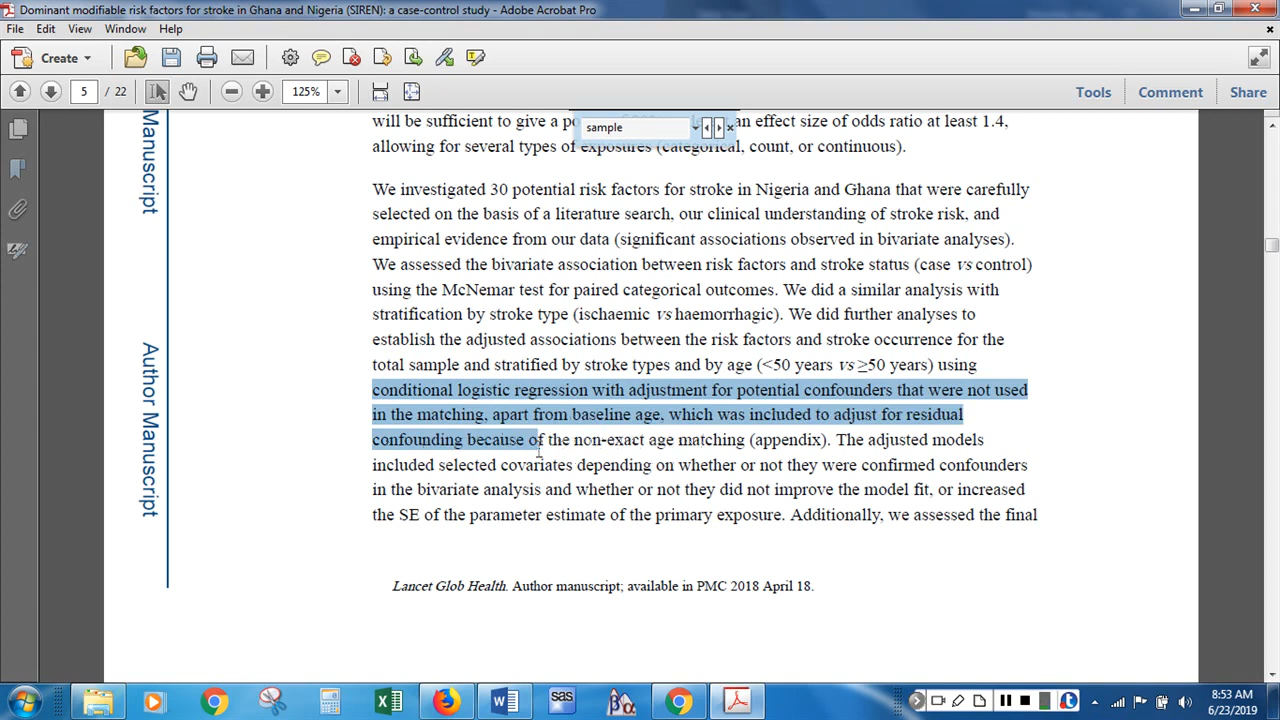 Dominant modifiable risk factors for stroke in Ghana and Nigeria (SIREN): a case-control study - Adobe Acrobat Pro
File Edit View Window Help
Create
5 / 22 125% Tools Comment Share
sample
will be sufficient to give a an effect size of odds ratio at least 1.4,
allowing for several types of exposures (categorical, count, or continuous).
We investigated 30 potential risk factors for stroke in Nigeria and Ghana that were carefully
selected on the basis of a literature search, our clinical understanding of stroke risk, and
empirical evidence from our data (significant associations observed in bivariate analyses).
We assessed the bivariate association between risk factors and stroke status (case vs control)
using the McNemar test for paired categorical outcomes. We did a similar analysis with
stratification by stroke type (ischaemic vs haemorrhagic). We did further analyses to
establish the adjusted associations between the risk factors and stroke occurrence for the
total sample and stratified by stroke types and by age (<50 years vs ≥50 years) using
conditional logistic regression with adjustment for potential confounders that were not used
in the matching, apart from baseline age, which was included to adjust for residual
confounding because of the non-exact age matching (appendix). The adjusted models
included selected covariates depending on whether or not they were confirmed confounders
in the bivariate analysis and whether or not they did not improve the model fit, or increased
the SE of the parameter estimate of the primary exposure. Additionally, we assessed the final
Manuscript
Author Manuscript
Lancet Glob Health. Author manuscript; available in PMC 2018 April 18.
sas
βα
8:53 AM
6/23/2019